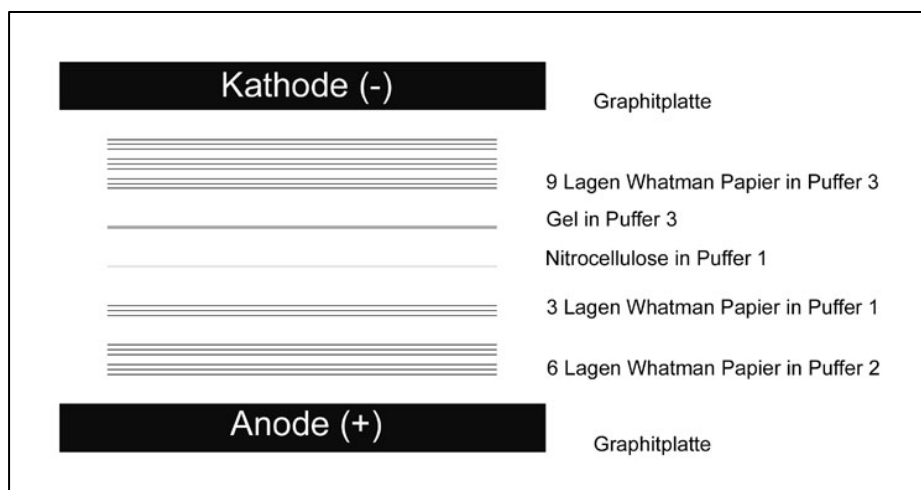 Kathode (-)
Graphitplatte
9 Lagen Whatman Papier in Puffer 3
Gel in Puffer 3
Nitrocellulose in Puffer 1
3 Lagen Whatman Papier in Puffer 1
6 Lagen Whatman Papier in Puffer 2
Anode (+)
Graphitplatte